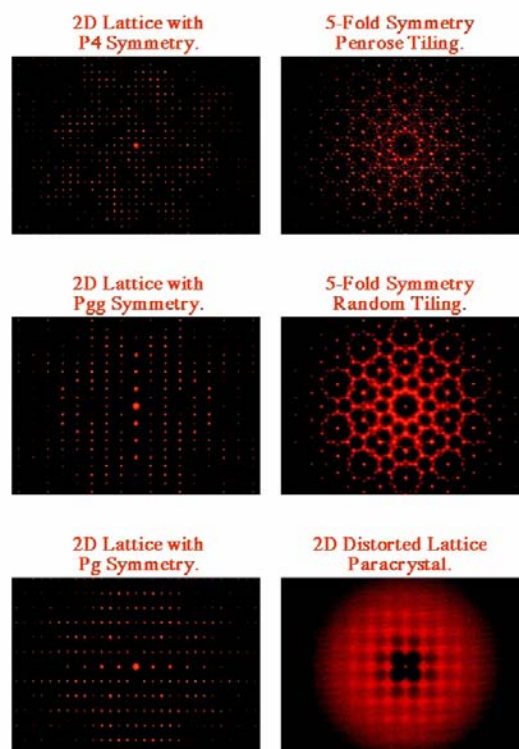 2D Lattice with
P4 Symmetry.
5-Fold Symmetry
Penrose Tiling.
2D Lattice with
Pgg Symmetry.
5-Fold Symmetry
Random Tiling.
2D Lattice with
Pg Symmetry.
2D Distorted Lattice
Paracrystal.